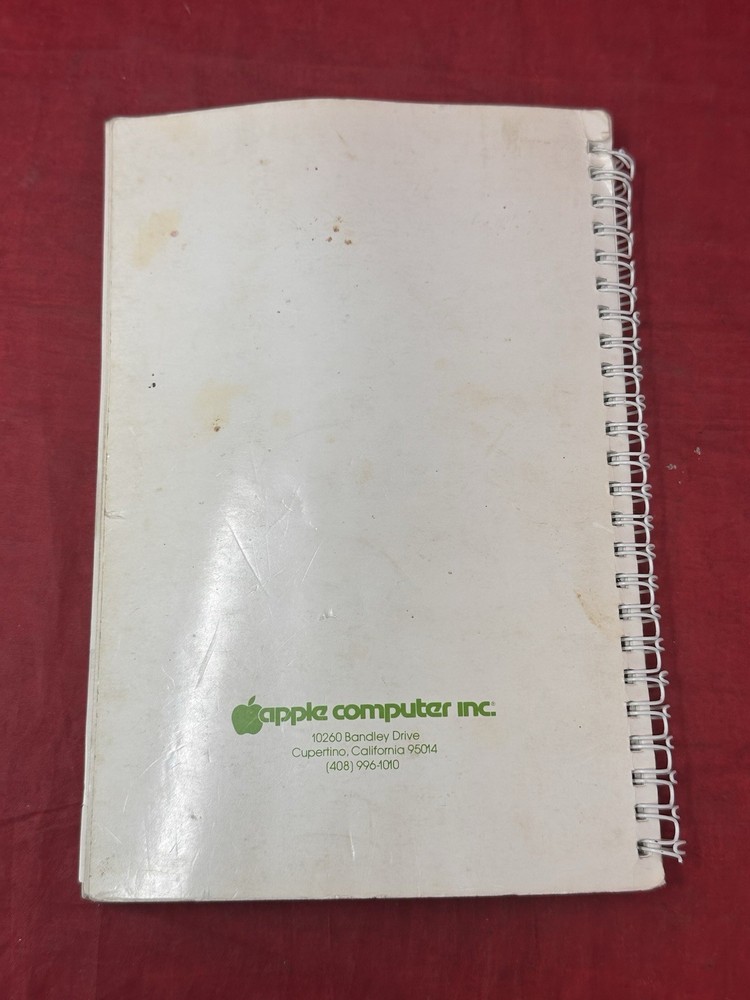 apple computer inc.
10260 Bandley Drive
Cupertino, California 95014
(408) 996-1010